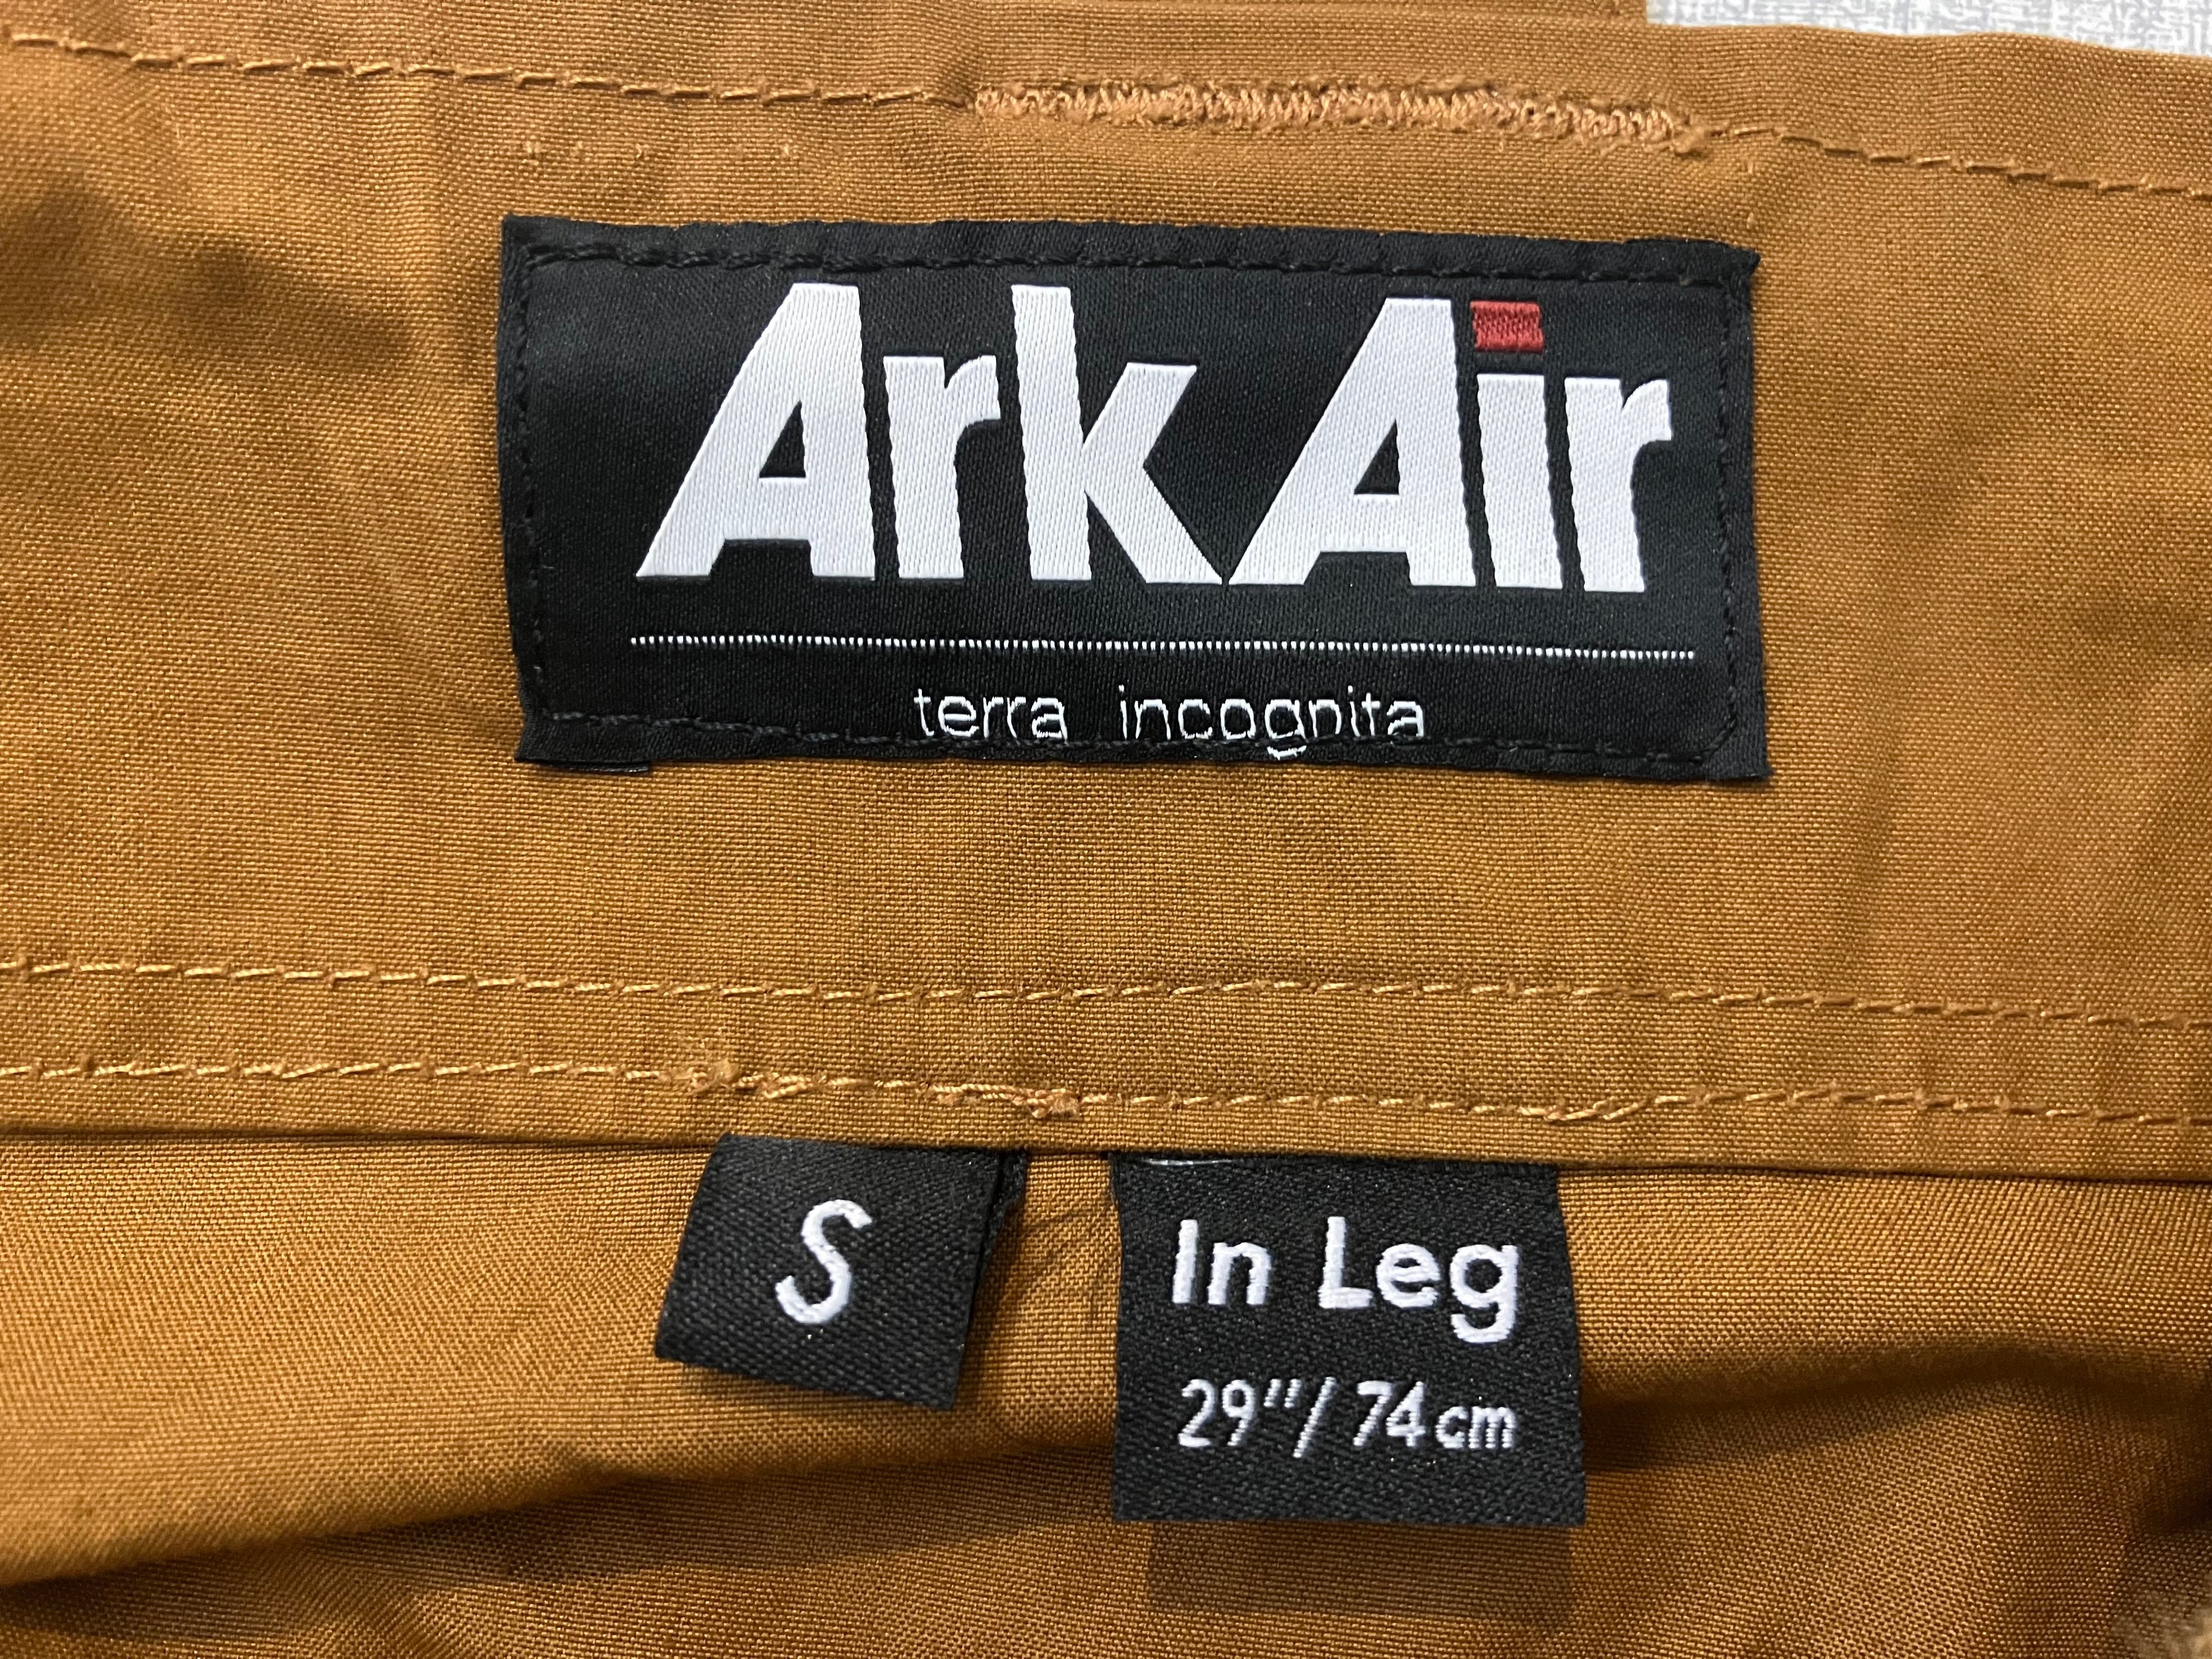 ArkAir
terra incognita
S
In Leg
29"/74cm